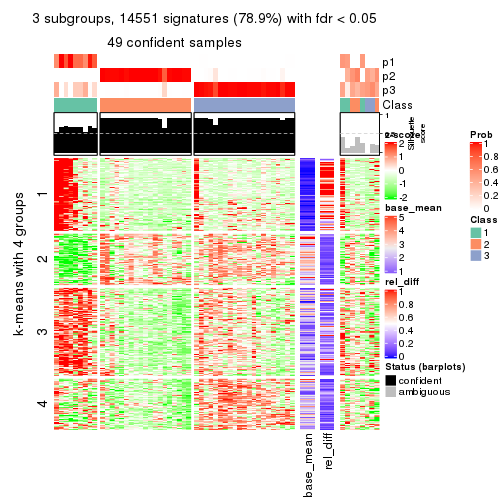 3 subgroups, 14551 signatures (78.9%) with fdr < 0.05
49 confident samples
p1
p2
p3
Class
1
Silhouette
score
k-means with 4 groups
1
2
3
4
base_mean
rel_diff
z-score
2
1
0
-1
-2
base_mean
5
4
3
2
1
rel_diff
1
0.8
0.6
0.4
0.2
0
Status (barplots)
confident
ambiguous
Prob
1
0.8
0.6
0.4
0.2
0
Class
1
2
3